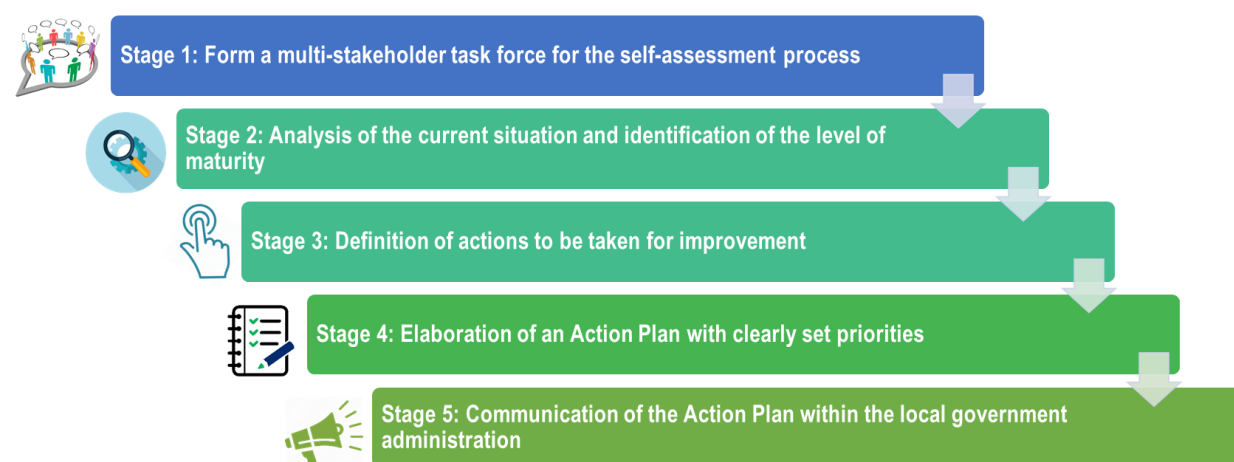 Stage 1: Form a multi-stakeholder task force for the self-assessment process
Stage 2: Analysis of the current situation and identification of the level of
maturity
Stage 3: Definition of actions to be taken for improvement
Stage 4: Elaboration of an Action Plan with clearly set priorities
Stage 5: Communication of the Action Plan within the local government
administration